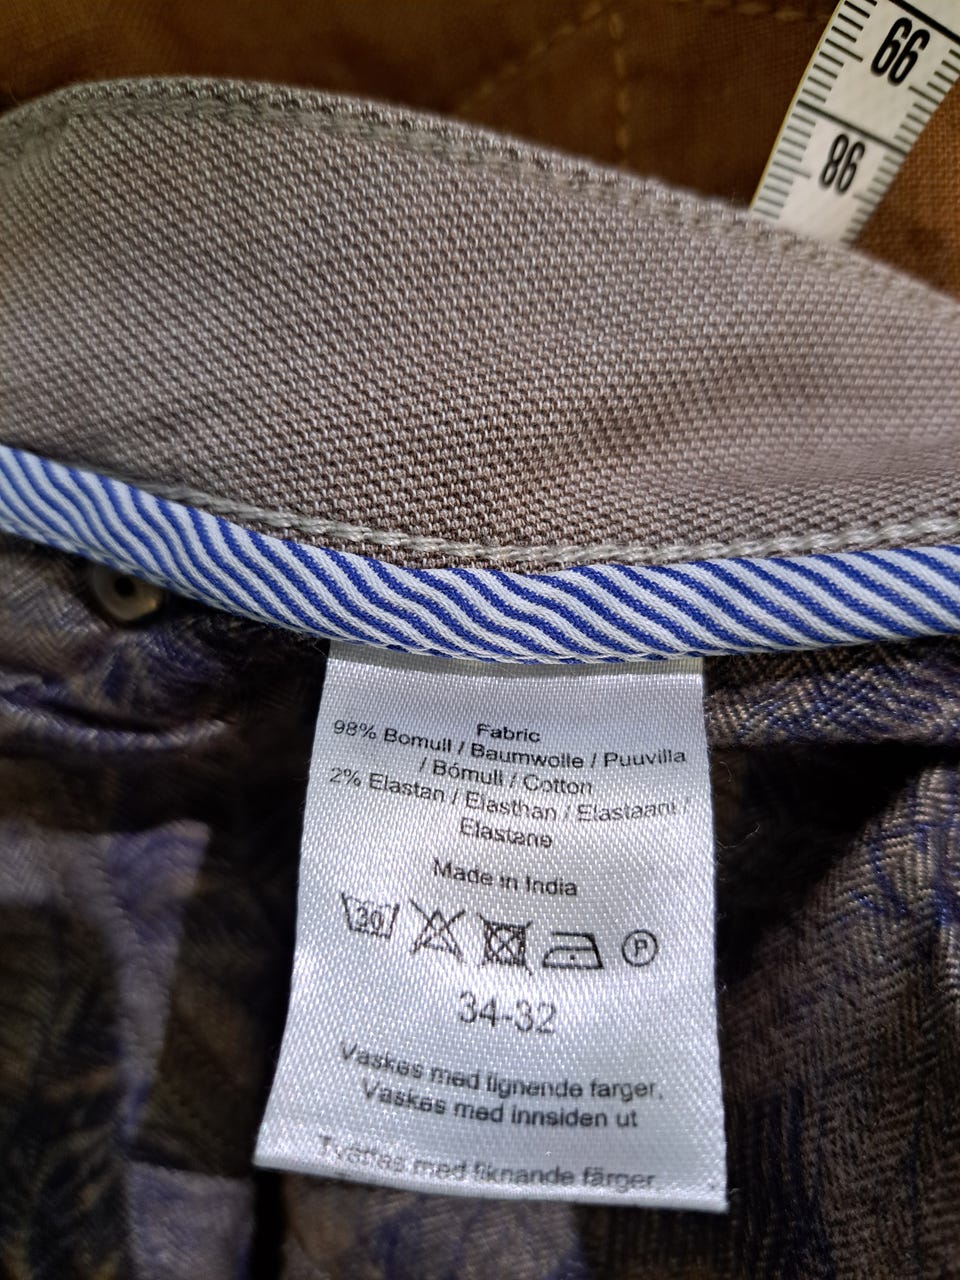 66
86
Fabric
98% Bomull / Baumwolle / Puuvilla
/ Bómull / Cotton
2% Elastan / Elasthan / Elastaani /
Elastane
Made in India
30 P
34-32
Vaskes med lignende farger,
Vaskes med innsiden ut
Tvättas med liknande färger